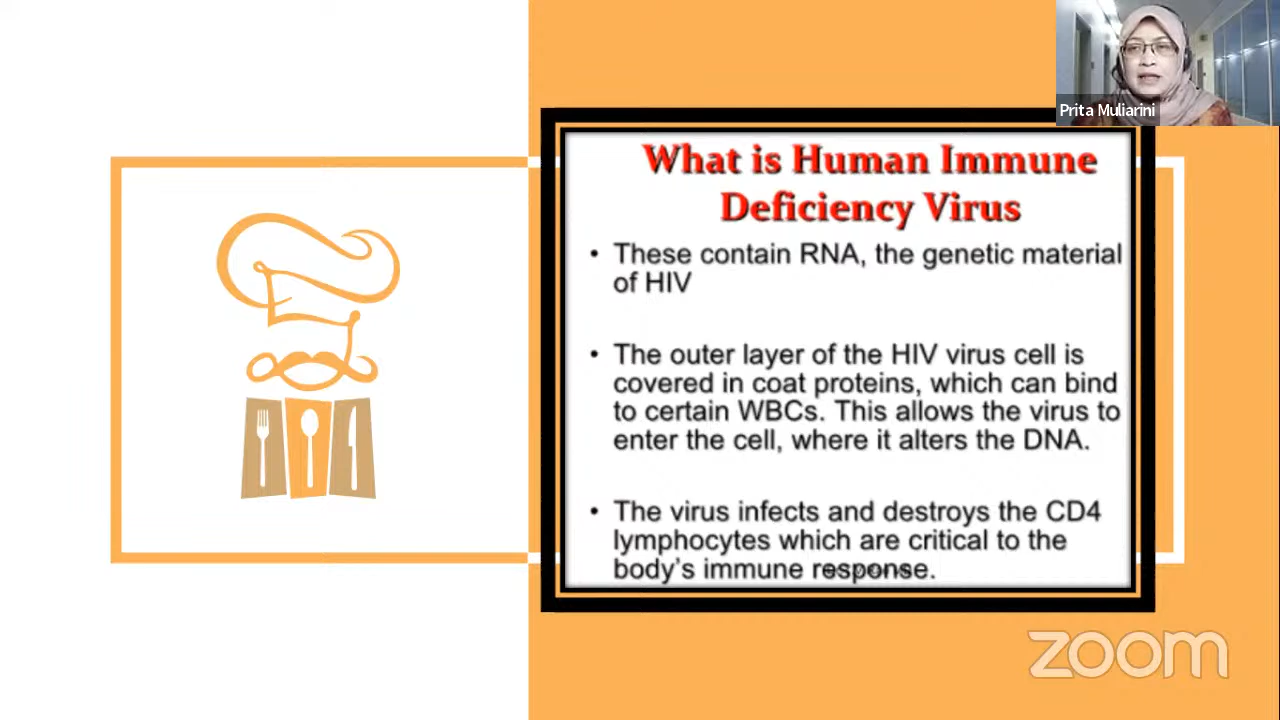 Prita Muliarini
What is Human Immune
Deficiency Virus
• These contain RNA, the genetic material
of HIV
• The outer layer of the HIV virus cell is
covered in coat proteins, which can bind
to certain WBCs. This allows the virus to
enter the cell, where it alters the DNA.
• The virus infects and destroys the CD4
lymphocytes which are critical to the
body's immune response.
zoom